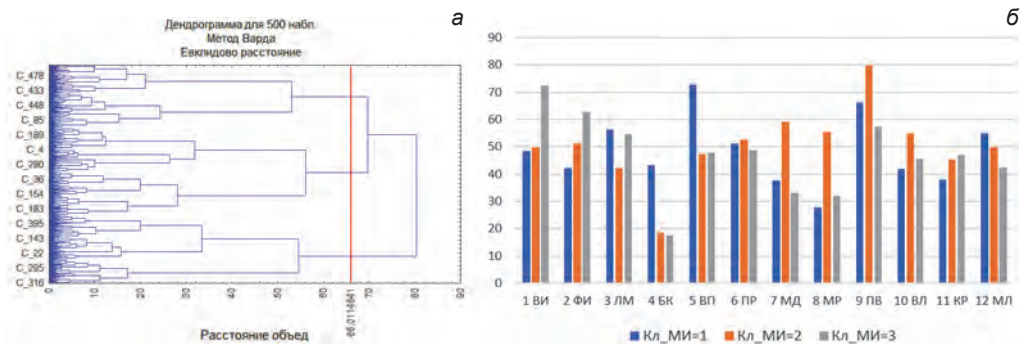 а
Дендрограмма для 500 набл.
Метод Варда
Евклидово расстояние
C_478
C_433
C_448
C_85
C_189
C_4
C_290
C_36
C_154
C_183
C_395
C_143
C_22
C_295
C_316
0 10 20 30 40 50 60 66,0114641 70 80 90
Расстояние объед
б
90
80
70
60
50
40
30
20
10
0
1 ВИ 2 ФИ 3 ЛМ 4 БК 5 ВП 6 ПР 7 МД 8 МР 9 ПВ 10 ВЛ 11 КР 12 МЛ
Кл_МИ=1 Кл_МИ=2 Кл_МИ=3